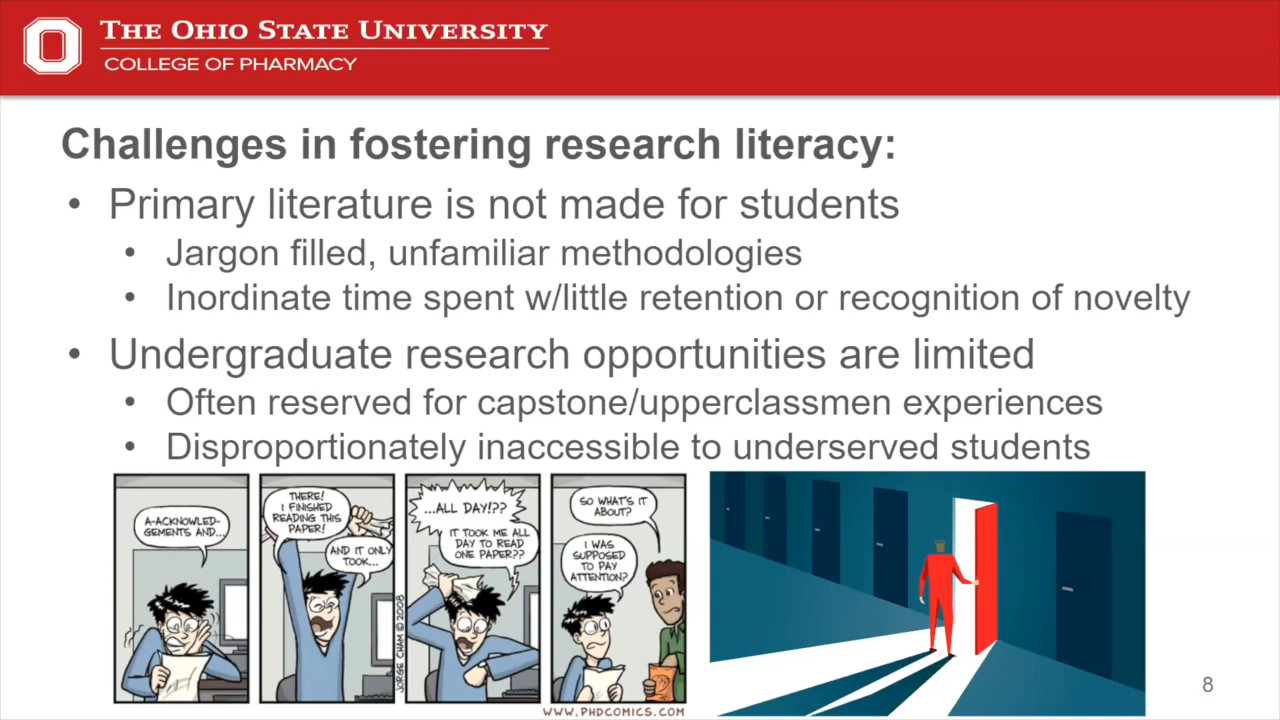 THE OHIO STATE UNIVERSITY
COLLEGE OF PHARMACY
Challenges in fostering research literacy:
• Primary literature is not made for students
• Jargon filled, unfamiliar methodologies
• Inordinate time spent w/little retention or recognition of novelty
• Undergraduate research opportunities are limited
• Often reserved for capstone/upperclassmen experiences
• Disproportionately inaccessible to underserved students
A-ACKNOWLED-
GEMENTS AND...
THERE!
I FINISHED
READING THIS
PAPER!
AND IT ONLY
TOOK...
JORGE CHAM © 2008
...ALL DAY!??
IT TOOK ME ALL
DAY TO READ
ONE PAPER??
SO WHAT'S IT
ABOUT?
I WAS
SUPPOSED
TO PAY
ATTENTION?
WWW.PHDCOMICS.COM
8